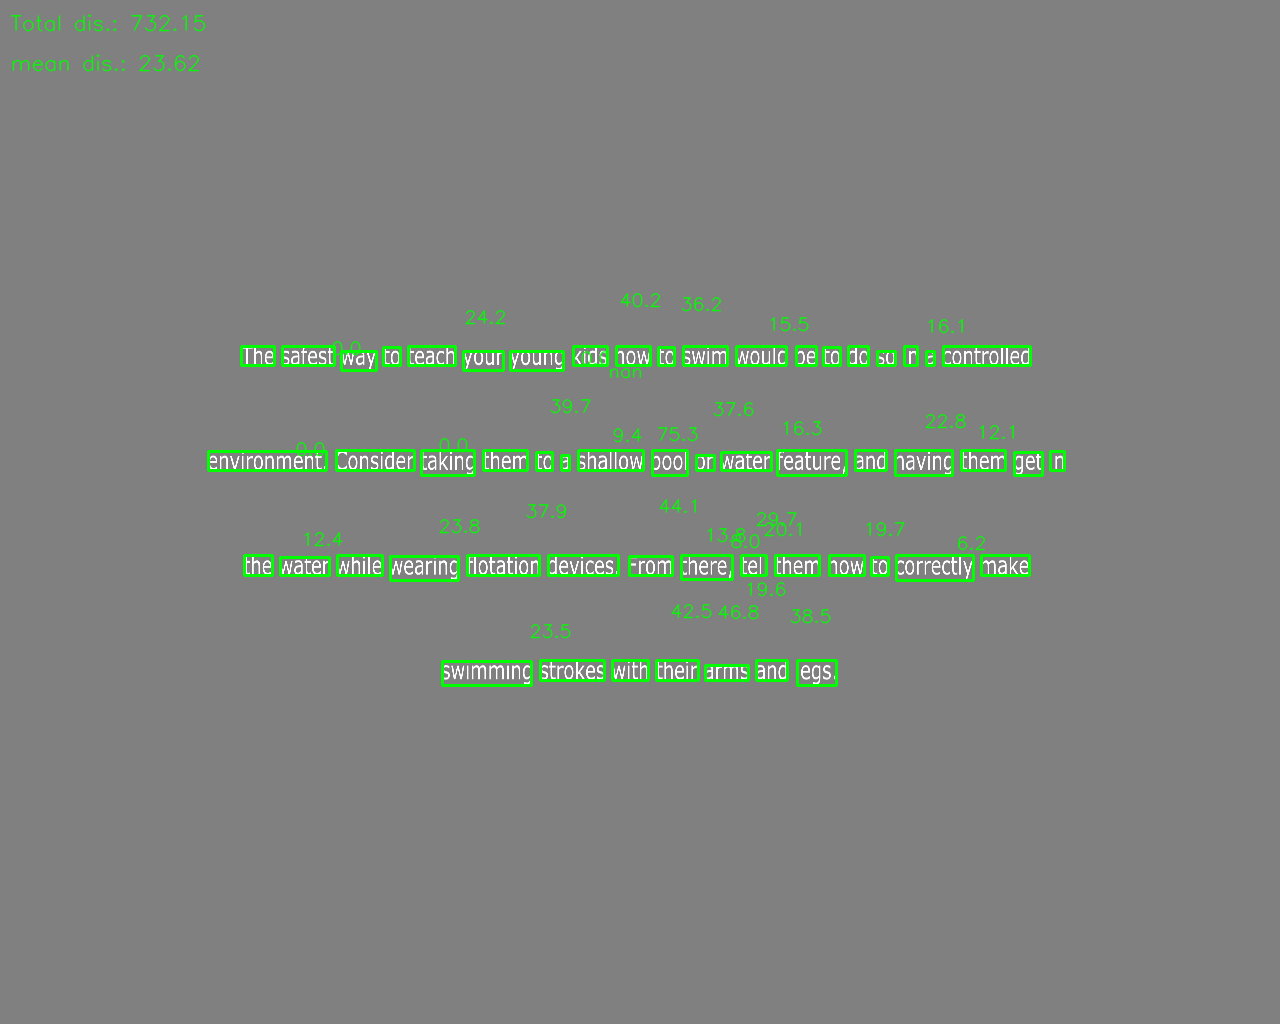 Total dis.: 732.15
mean dis.: 23.62
40.2 36.2
24.2 15.5 16.1
0.0
The safest way to teach your young kids how to swim would be to do so in a controlled
nan
39.7 37.6
0.0 0.0 9.4 75.3 16.3 22.8 12.1
environment. Consider taking them to a shallow pool or water feature, and having them get in
37.9 44.1 29.7
12.4 23.8 20.1 19.7 6.2
the water while wearing flotation devices. From there, tell them how to correctly make
19.6
23.5 42.5 46.8 38.5
swimming strokes with their arms and legs.